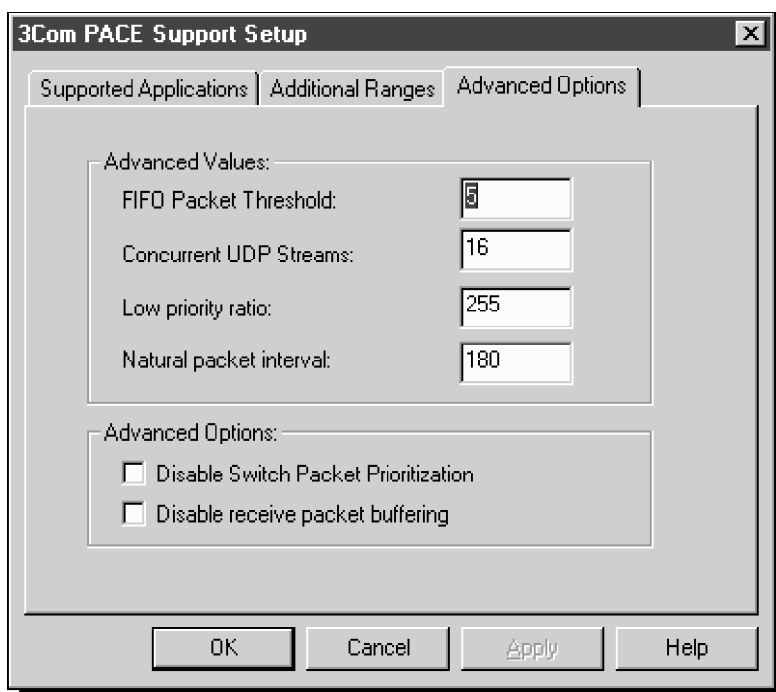 3Com PACE Support Setup
Supported Applications Additional Ranges Advanced Options
Advanced Values:
FIFO Packet Threshold: 5
Concurrent UDP Streams: 16
Low priority ratio: 255
Natural packet interval: 180
Advanced Options:
Disable Switch Packet Prioritization
Disable receive packet buffering
OK Cancel Apply Help